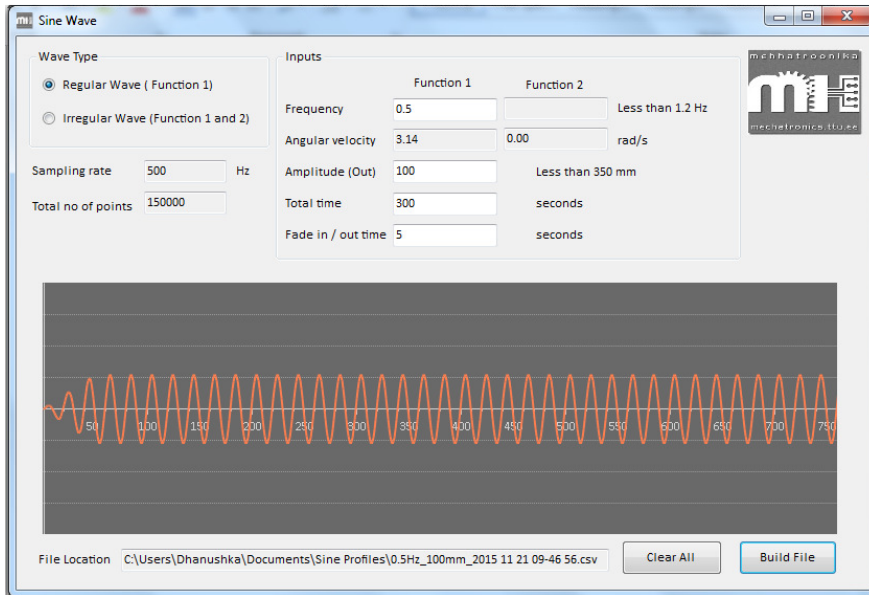 Sine Wave
Wave Type
Regular Wave ( Function 1)
Irregular Wave (Function 1 and 2)
Sampling rate 500 Hz
Total no of points 150000
Inputs
Function 1 Function 2
Frequency 0.5 Less than 1.2 Hz
Angular velocity 3.14 0.00 rad/s
Amplitude (Out) 100 Less than 350 mm
Total time 300 seconds
Fade in / out time 5 seconds
mehhatroonika
mechatronics.ttu.ee
50 100 150 200 250 300 350 400 450 500 550 600 650 700 750
File Location C:\Users\Dhanushka\Documents\Sine Profiles\0.5Hz_100mm_2015 11 21 09-46 56.csv
Clear All
Build File